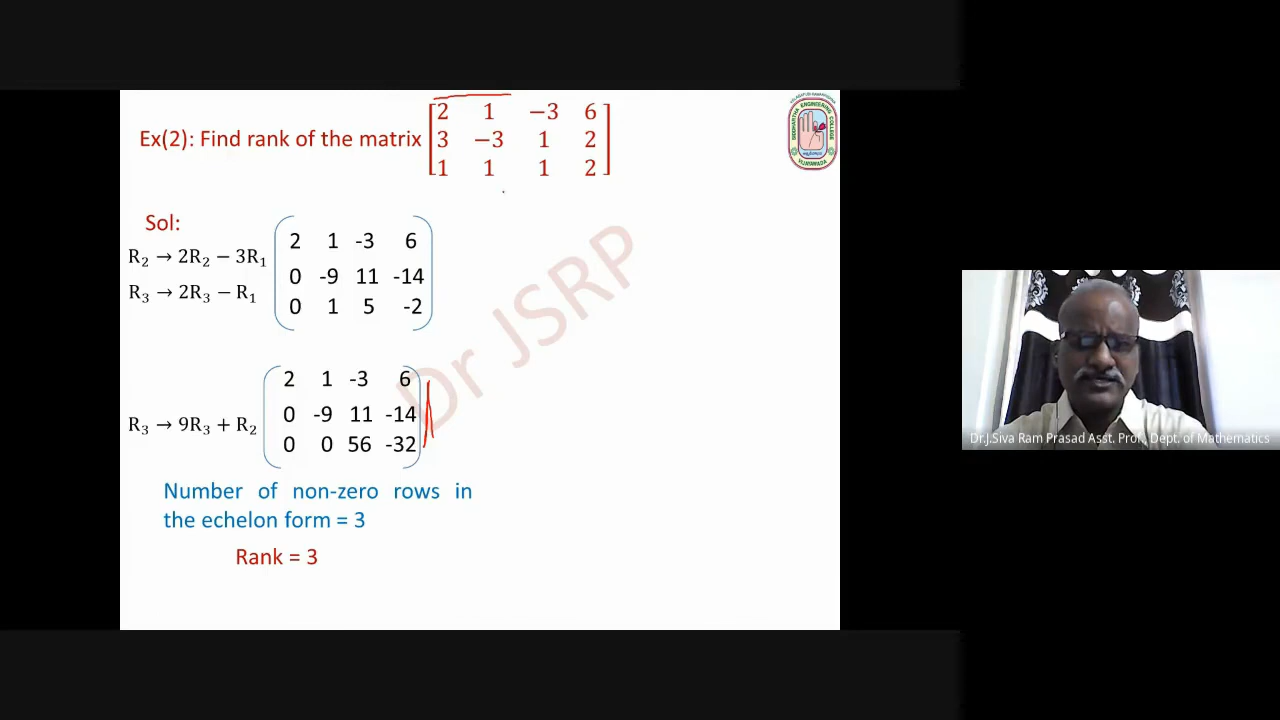 Ex(2): Find rank of the matrix
[2 1 −3 6
3 −3 1 2
1 1 1 2]
SIDDHARTHA ENGINEERING COLLEGE
VIJAYAWADA
Sol:
R₂ → 2R₂ − 3R₁
R₃ → 2R₃ − R₁
2 1 -3 6
0 -9 11 -14
0 1 5 -2
Dr JSRP
R₃ → 9R₃ + R₂
2 1 -3 6
0 -9 11 -14
0 0 56 -32
Number of non-zero rows in
the echelon form = 3
Rank = 3
Dr.J.Siva Ram Prasad Asst. Prof., Dept. of Mathematics